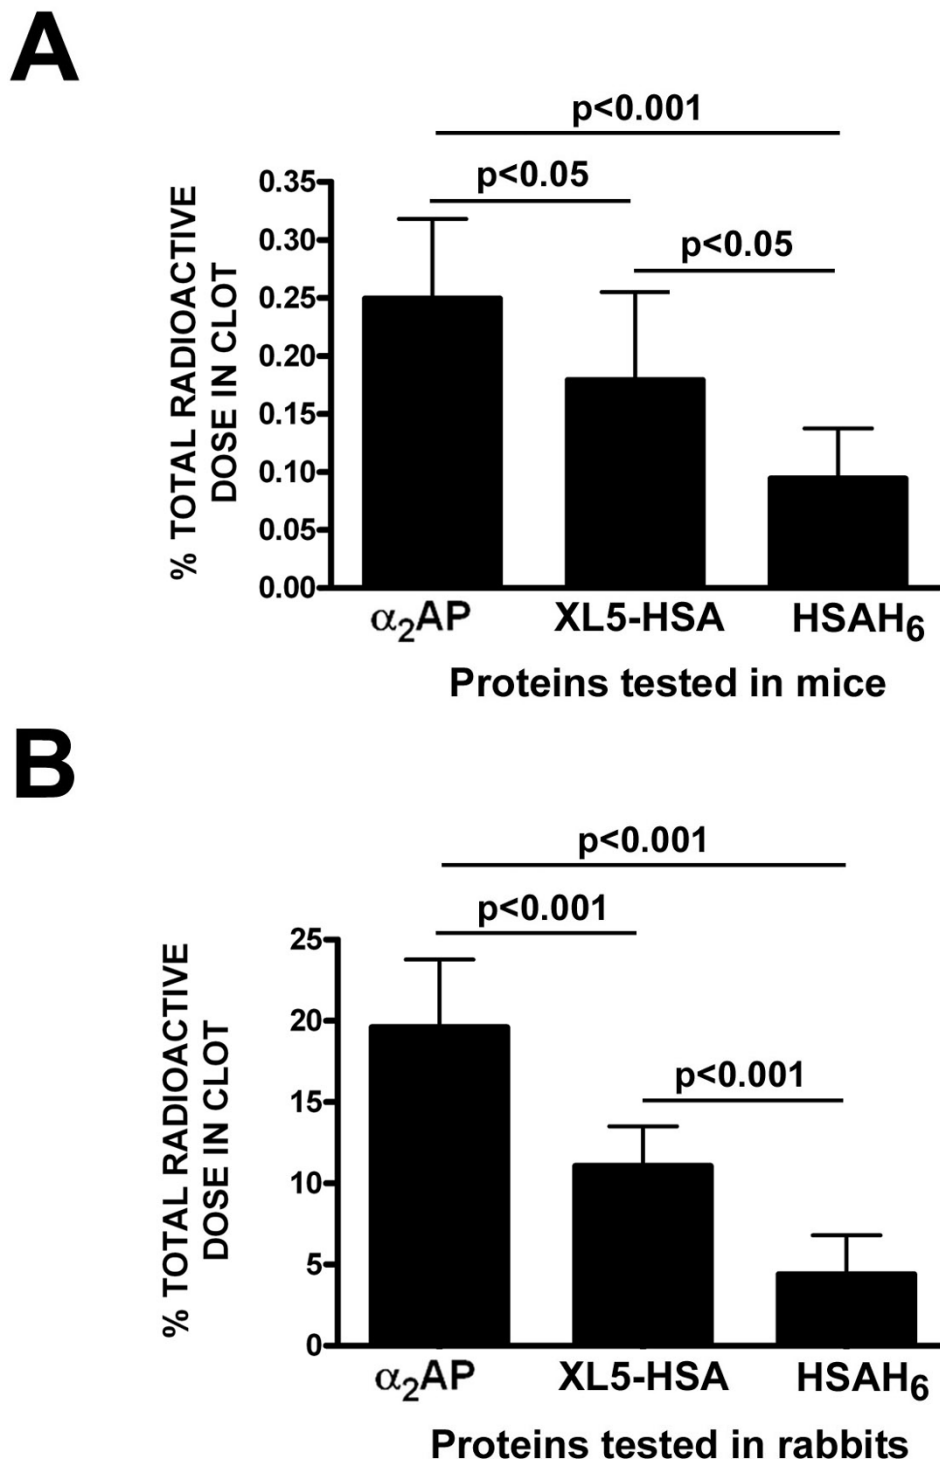 A
p<0.001
p<0.05
p<0.05
% TOTAL RADIOACTIVE
DOSE IN CLOT
0.35
0.30
0.25
0.20
0.15
0.10
0.05
0.00
α₂AP XL5-HSA HSAH₆
Proteins tested in mice
B
p<0.001
p<0.001
p<0.001
% TOTAL RADIOACTIVE
DOSE IN CLOT
25
20
15
10
5
0
α₂AP XL5-HSA HSAH₆
Proteins tested in rabbits